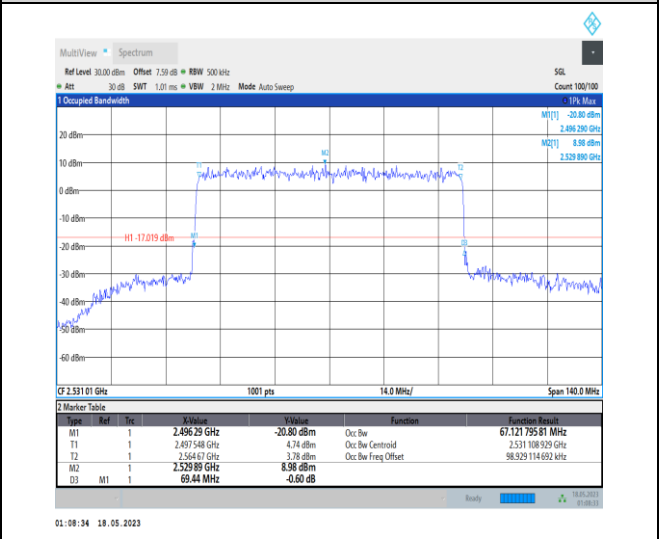 MultiView Spectrum
Ref Level 30.00 dBm Offset 7.59 dB RBW 500 kHz SGL
Att 30 dB SWT 1.01 ms VBW 2 MHz Mode Auto Sweep Count 100/100
1 Occupied Bandwidth 1Pk Max
M1[1] -20.80 dBm
2.496 290 GHz
M2[1] 8.98 dBm
2.529 890 GHz
20 dBm
M2
10 dBm
T1 T2
0 dBm
-10 dBm
H1 -17.019 dBm M1
-20 dBm
D3
-30 dBm
-40 dBm
-50 dBm
-60 dBm
CF 2.531 01 GHz 1001 pts 14.0 MHz/ Span 140.0 MHz
2 Marker Table
Type Ref Trc X-Value Y-Value Function Function Result
M1 1 2.496 29 GHz -20.80 dBm Occ Bw 67.121 795 81 MHz
T1 1 2.497 548 GHz 4.74 dBm Occ Bw Centroid 2.531 108 929 GHz
T2 1 2.564 67 GHz 3.78 dBm Occ Bw Freq Offset 98.929 114 692 kHz
M2 1 2.529 89 GHz 8.98 dBm
D3 M1 1 69.44 MHz -0.60 dB
Ready 18.05.2023
01:08:33
01:08:34 18.05.2023